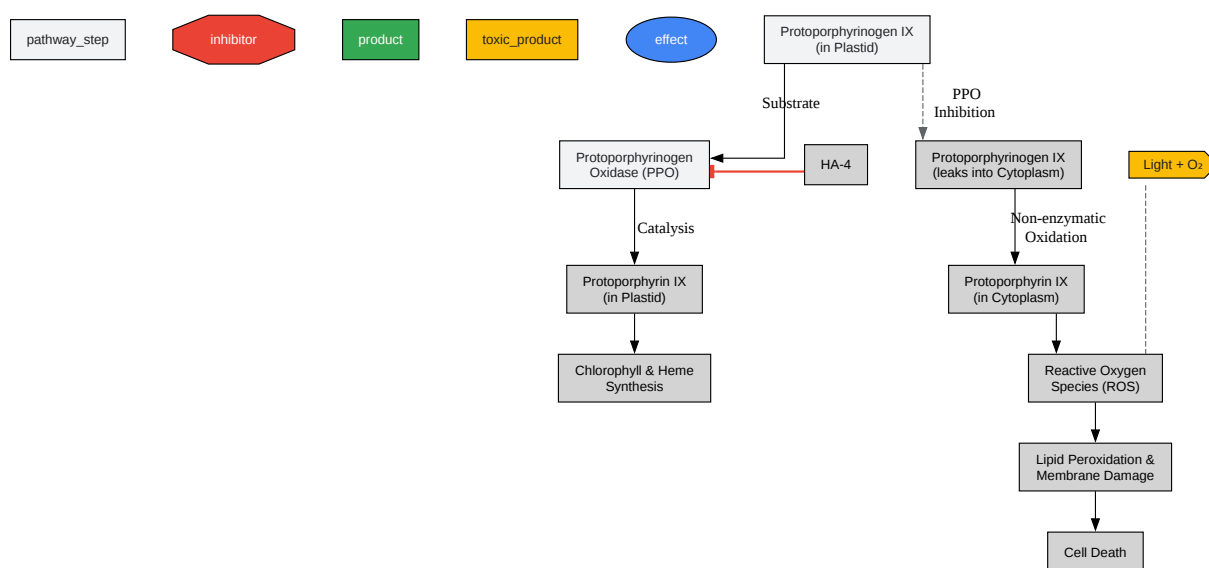 pathway_step
inhibitor
product
toxic_product
effect
Protoporphyrinogen IX
(in Plastid)
Substrate
PPO
Inhibition
Protoporphyrinogen
Oxidase (PPO)
HA-4
Protoporphyrinogen IX
(leaks into Cytoplasm)
Light + O₂
Catalysis
Non-enzymatic
Oxidation
Protoporphyrin IX
(in Plastid)
Protoporphyrin IX
(in Cytoplasm)
Chlorophyll & Heme
Synthesis
Reactive Oxygen
Species (ROS)
Lipid Peroxidation &
Membrane Damage
Cell Death